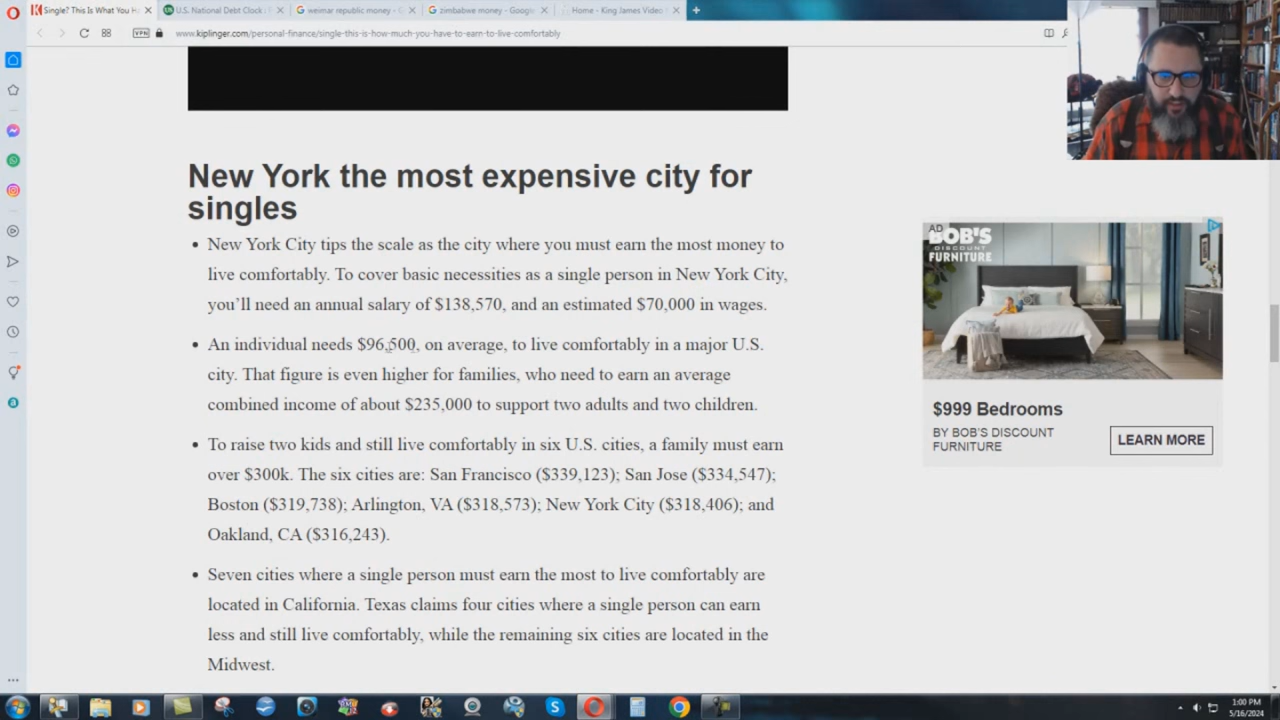 Single? This Is What You H
U.S. National Debt Clock :
weimar republic money - G
zimbabwe money - Google
Home - King James Video
VPN
www.kiplinger.com/personal-finance/single-this-is-how-much-you-have-to-earn-to-live-comfortably
New York the most expensive city for
singles
• New York City tips the scale as the city where you must earn the most money to
live comfortably. To cover basic necessities as a single person in New York City,
you’ll need an annual salary of $138,570, and an estimated $70,000 in wages.
• An individual needs $96,500, on average, to live comfortably in a major U.S.
city. That figure is even higher for families, who need to earn an average
combined income of about $235,000 to support two adults and two children.
• To raise two kids and still live comfortably in six U.S. cities, a family must earn
over $300k. The six cities are: San Francisco ($339,123); San Jose ($334,547);
Boston ($319,738); Arlington, VA ($318,573); New York City ($318,406); and
Oakland, CA ($316,243).
• Seven cities where a single person must earn the most to live comfortably are
located in California. Texas claims four cities where a single person can earn
less and still live comfortably, while the remaining six cities are located in the
Midwest.
AD
BOB'S
DISCOUNT
FURNITURE
$999 Bedrooms
BY BOB'S DISCOUNT
FURNITURE
LEARN MORE
1:00 PM
5/16/2024